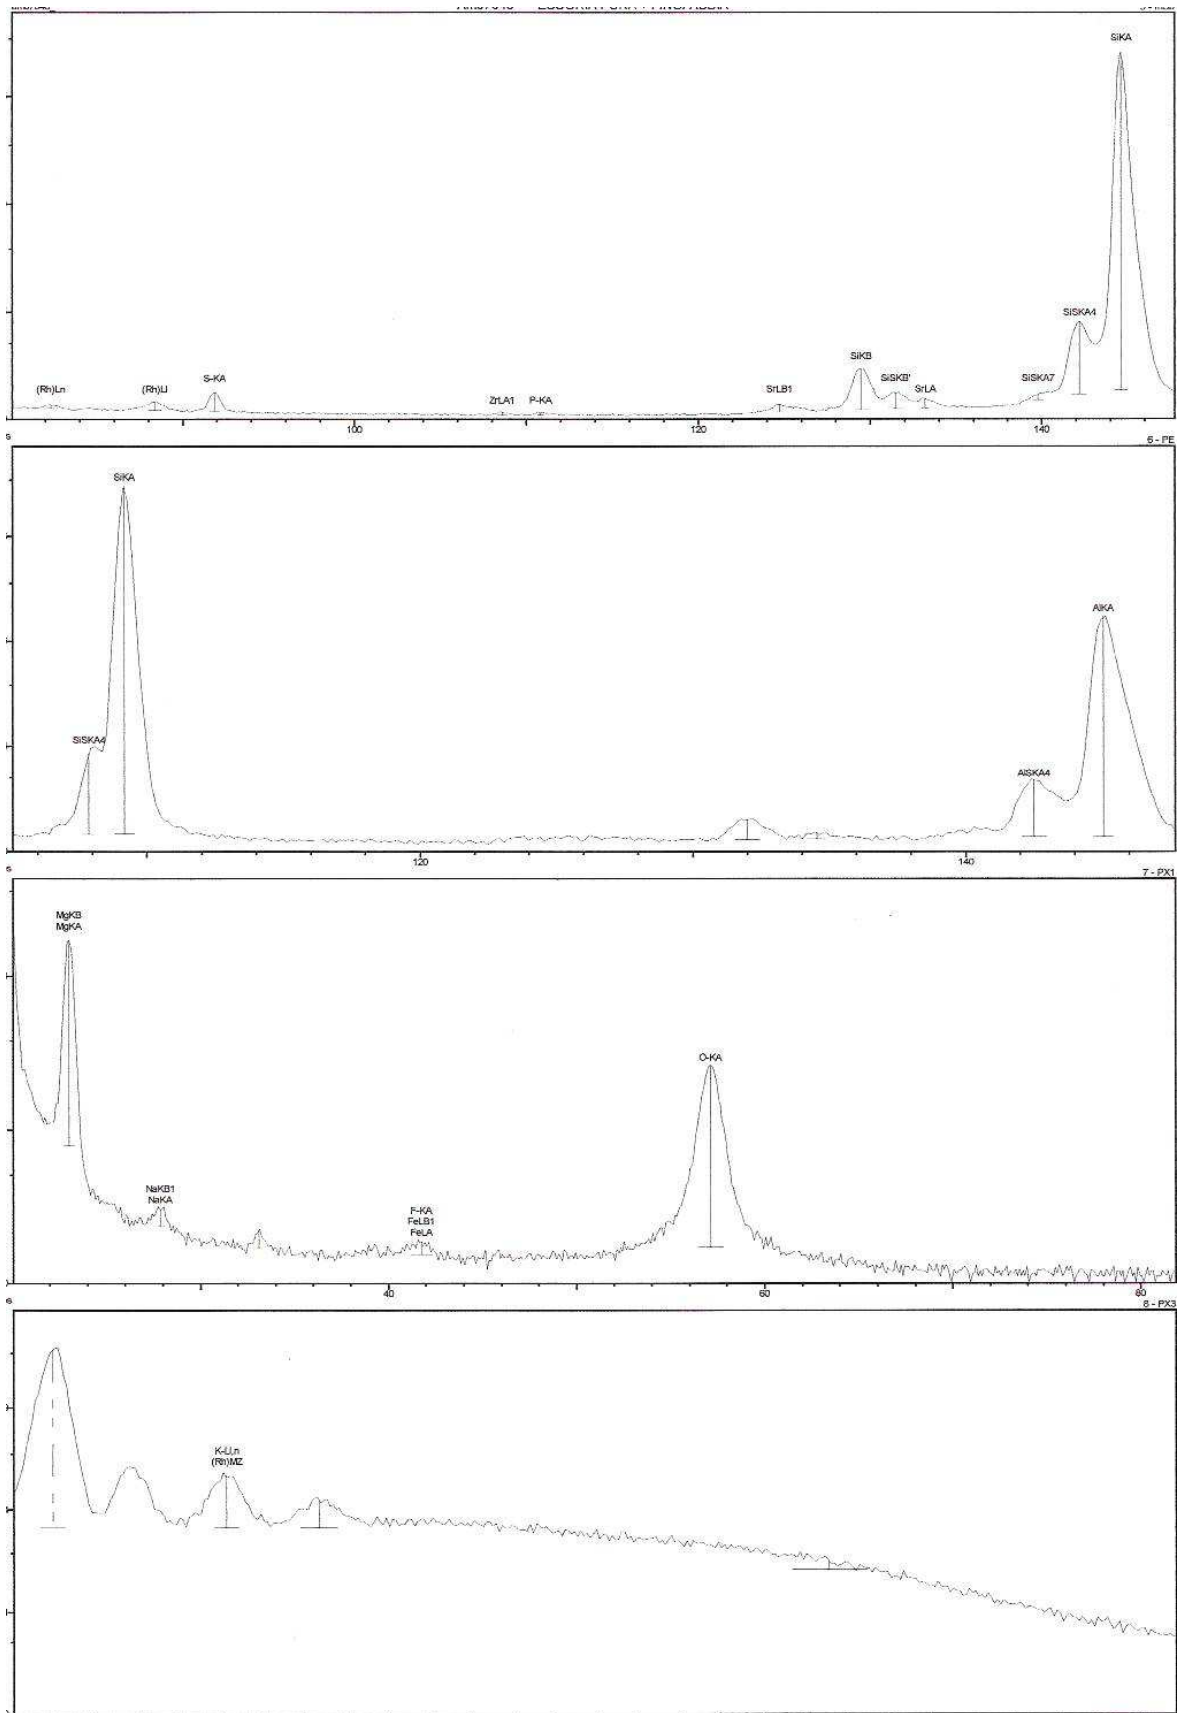 SiKA
SiSKA4
SiKB
SiSKB'
SrLA
SiSKA7
SrLB1
(Rh)Ln
(Rh)Ll
S-KA
ZrLA1
P-KA
100
120
140
6 - PE
SiKA
SiSKA4
AlKA
AlSKA4
120
140
7 - PX1
MgKB
MgKA
O-KA
NaKB1
NaKA
F-KA
FeLB1
FeLA
40
60
80
8 - PX3
K-Ll,n
(Rh)MZ